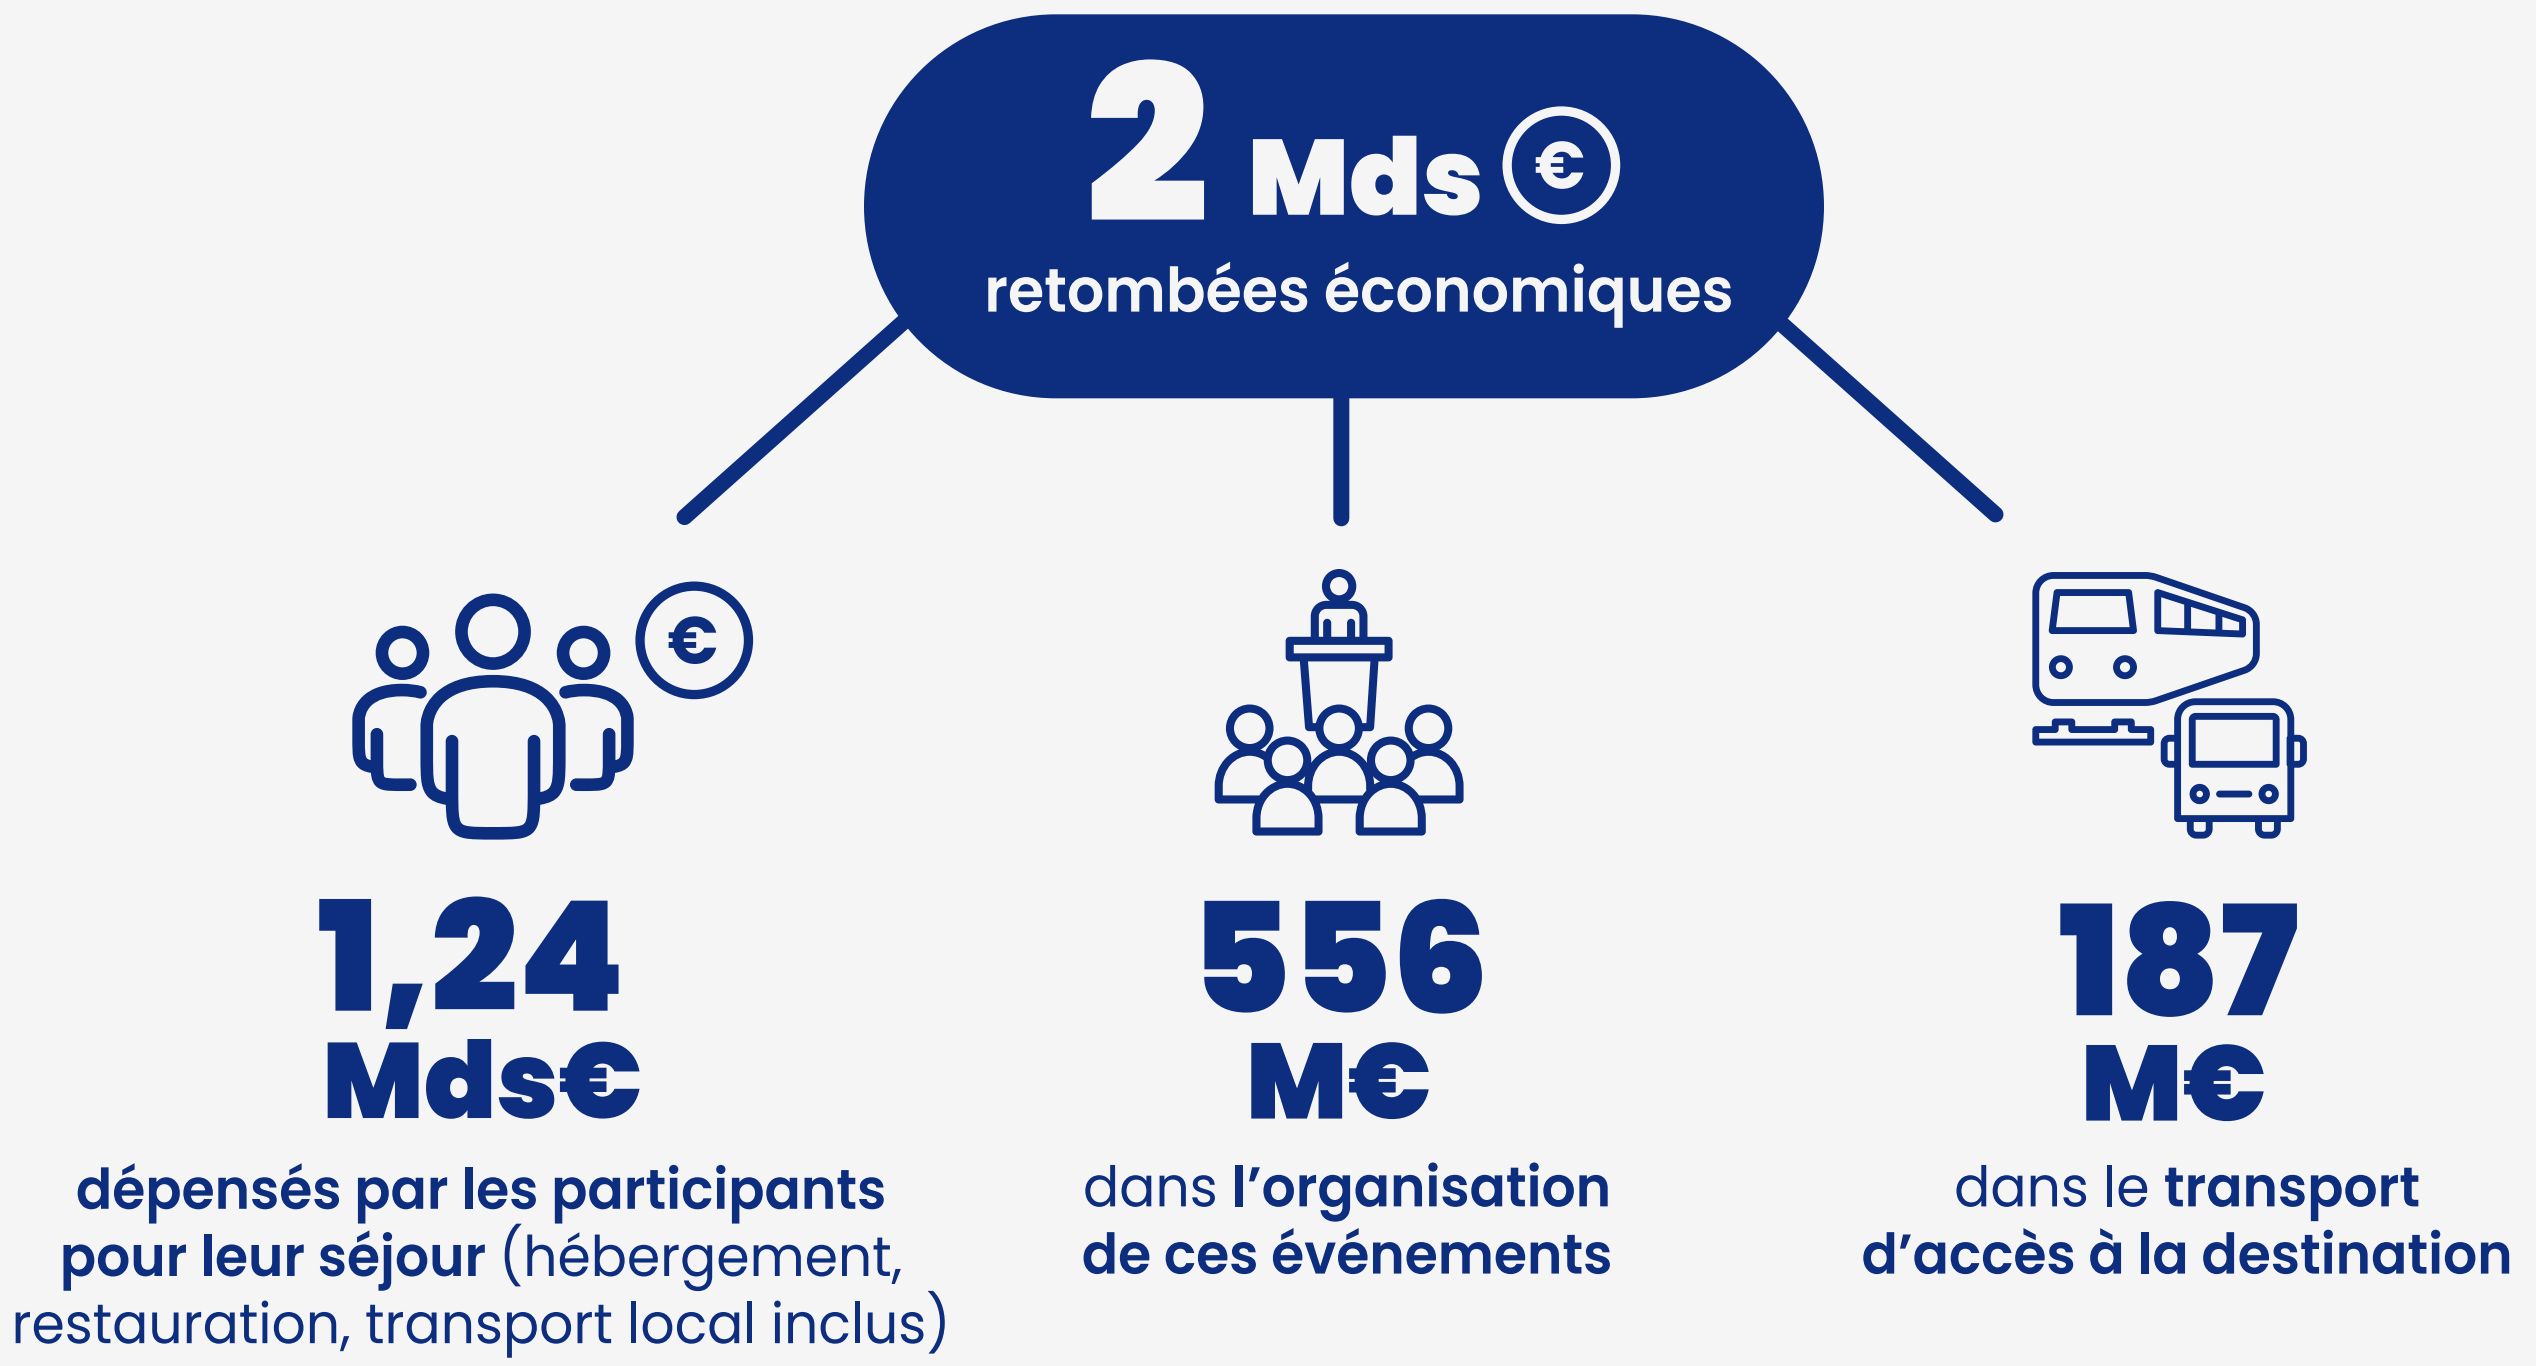 2 Mds €
retombées économiques
€
1,24
Mds€
dépensés par les participants
pour leur séjour (hébergement,
restauration, transport local inclus)
556
M€
dans l’organisation
de ces événements
187
M€
dans le transport
d’accès à la destination